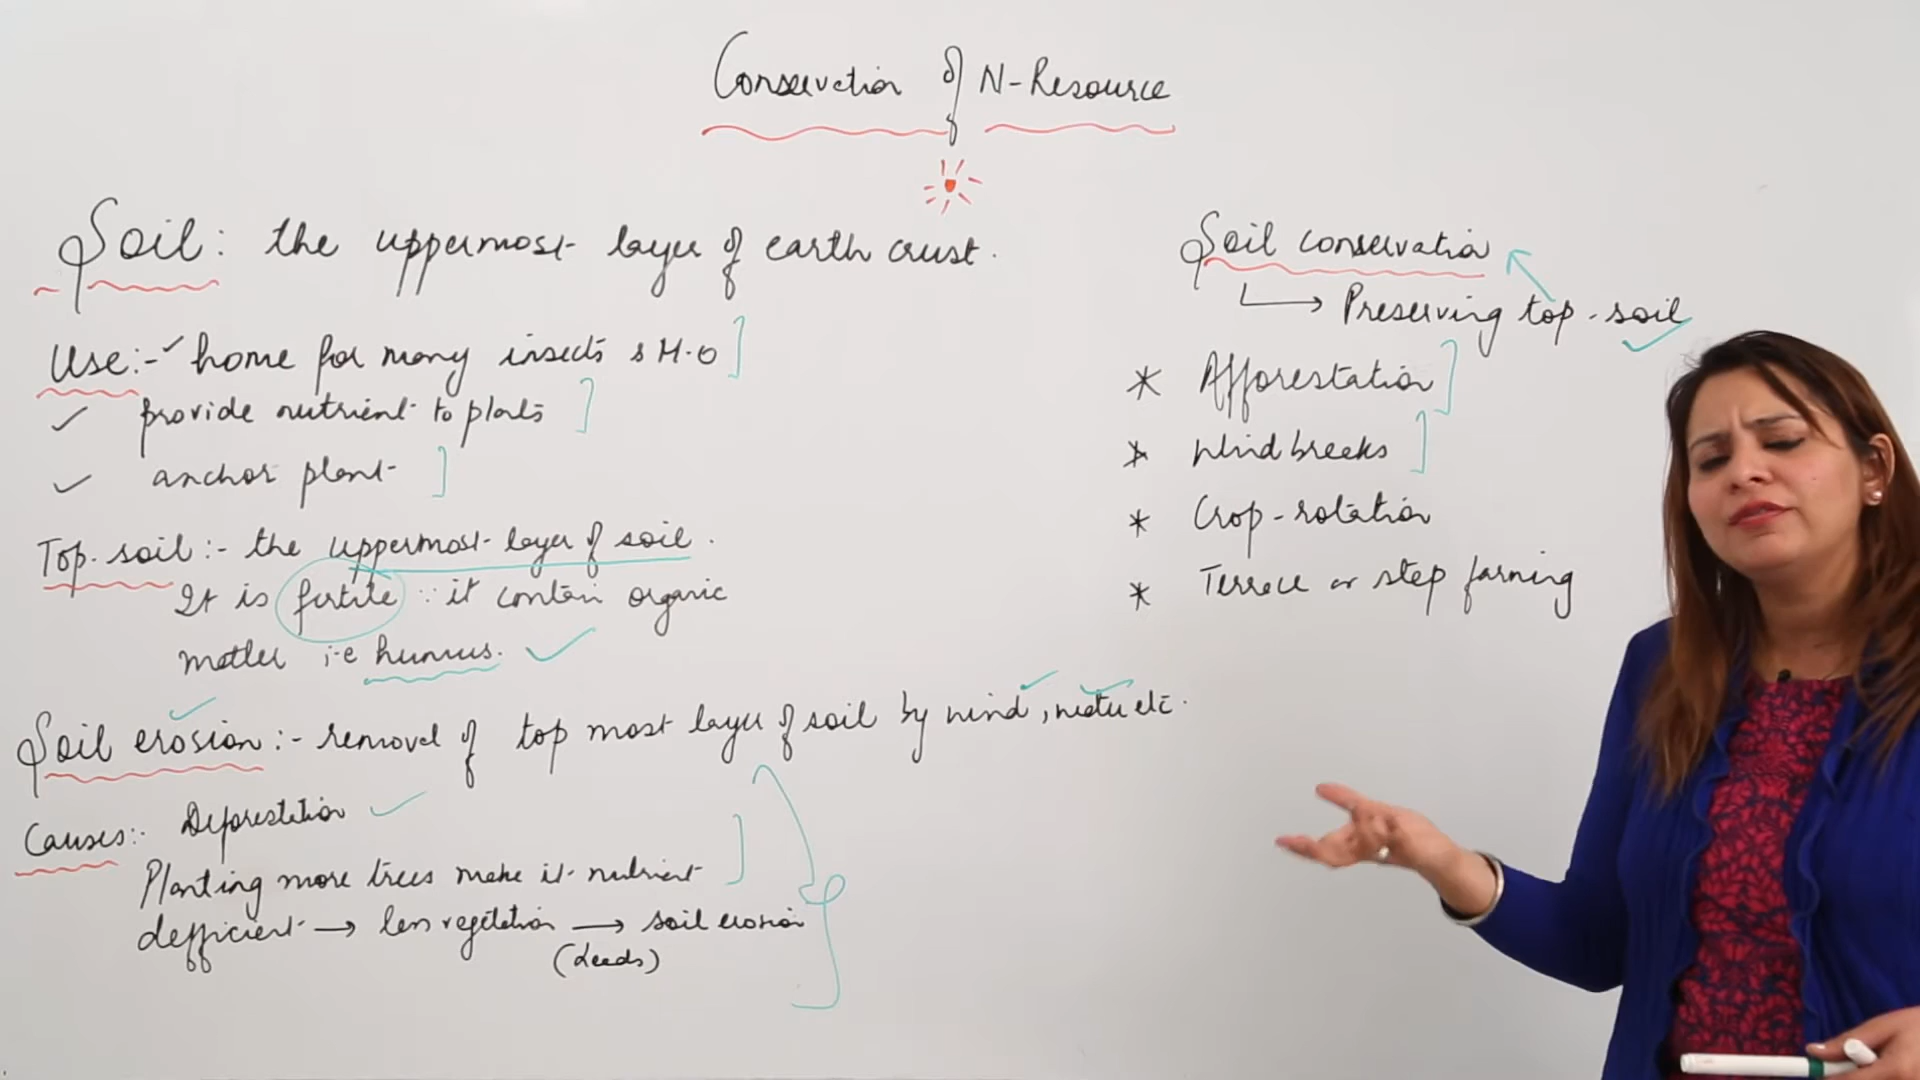 Conservation of N-Resource
Soil: the uppermost layer of earth crust.
Use:- home for many insects & M.O
provide nutrient to plants
anchor plant
Top-soil:- the uppermost layer of soil.
It is fertile ∵ it contain organic
matter i-e humus.
Soil erosion:- removal of top most layer of soil by wind, water etc.
Causes:- Deforestation
Planting more trees make it nutrient
defficient → less vegetation → soil erosion
(Leads)
Soil conservation
→ Preserving top-soil
* Afforestation
* Wind breaks
* Crop-rotation
* Terrace or step farming